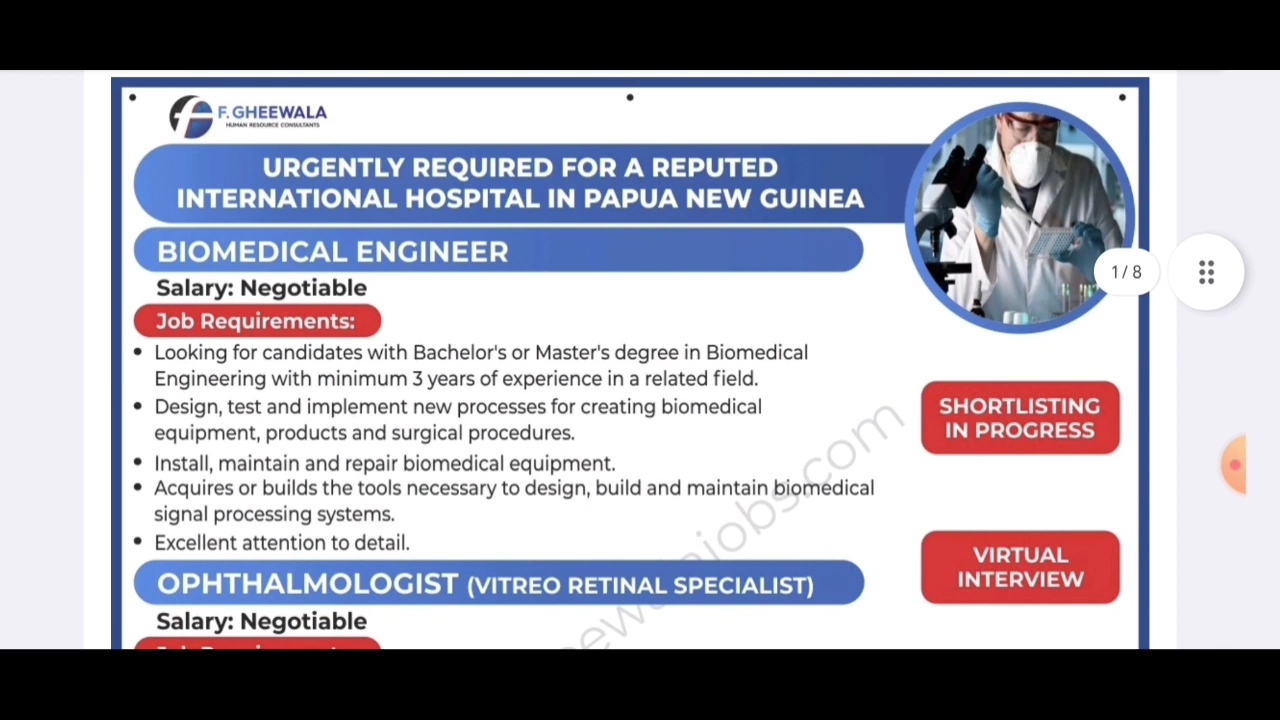 F. GHEEWALA
HUMAN RESOURCE CONSULTANTS
URGENTLY REQUIRED FOR A REPUTED
INTERNATIONAL HOSPITAL IN PAPUA NEW GUINEA
BIOMEDICAL ENGINEER
Salary: Negotiable
1 / 8
Job Requirements:
• Looking for candidates with Bachelor's or Master's degree in Biomedical
Engineering with minimum 3 years of experience in a related field.
• Design, test and implement new processes for creating biomedical
equipment, products and surgical procedures.
SHORTLISTING
IN PROGRESS
• Install, maintain and repair biomedical equipment.
• Acquires or builds the tools necessary to design, build and maintain biomedical
signal processing systems.
• Excellent attention to detail.
VIRTUAL
INTERVIEW
OPHTHALMOLOGIST (VITREO RETINAL SPECIALIST)
Salary: Negotiable